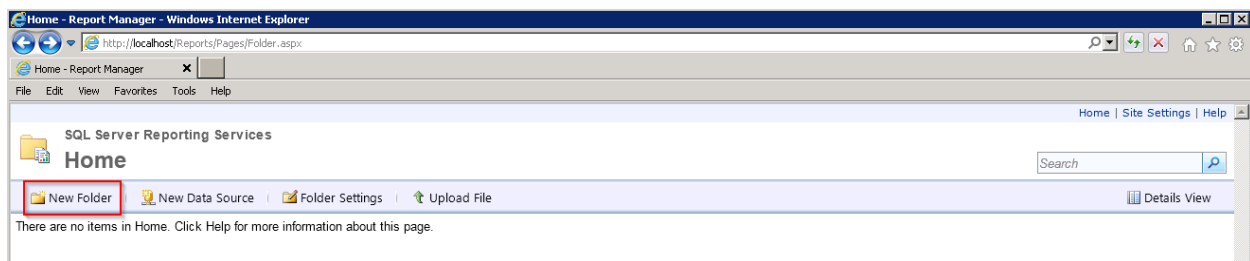 Home - Report Manager - Windows Internet Explorer
http://localhost/Reports/Pages/Folder.aspx
Home - Report Manager
File Edit View Favorites Tools Help
Home | Site Settings | Help
SQL Server Reporting Services
Home
Search
New Folder New Data Source Folder Settings Upload File Details View
There are no items in Home. Click Help for more information about this page.